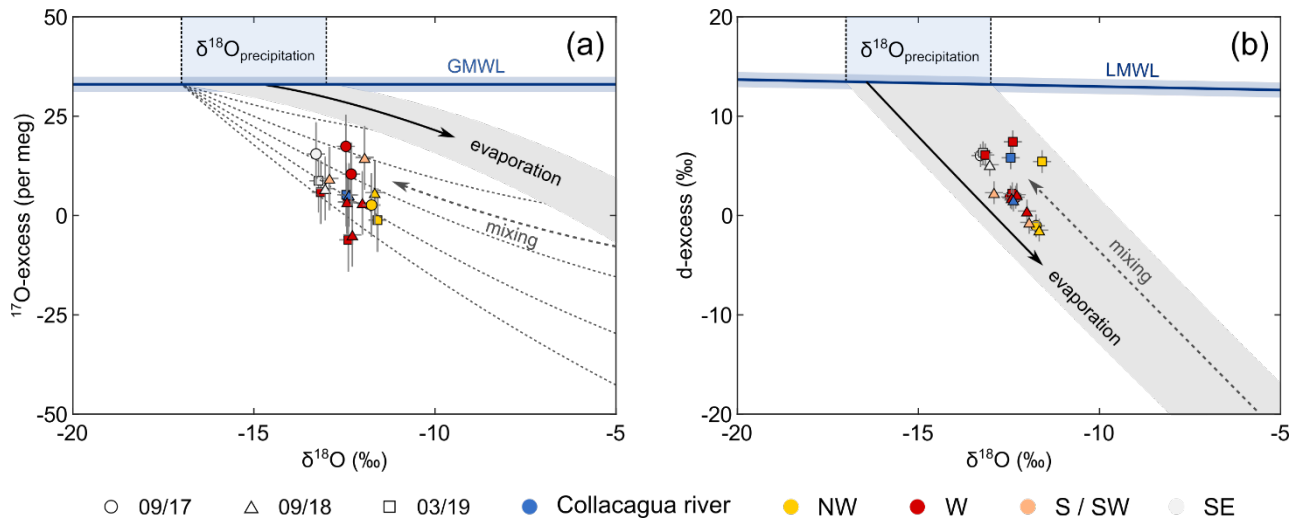 50
25
0
-25
-50
¹⁷O-excess (per meg)
δ¹⁸Oprecipitation
GMWL
(a)
evaporation
mixing
-20
-15
-10
-5
δ¹⁸O (‰)
20
10
0
-10
-20
d-excess (‰)
δ¹⁸Oprecipitation
LMWL
(b)
mixing
evaporation
-20
-15
-10
-5
δ¹⁸O (‰)
09/17 09/18 03/19 Collacagua river NW W S / SW SE